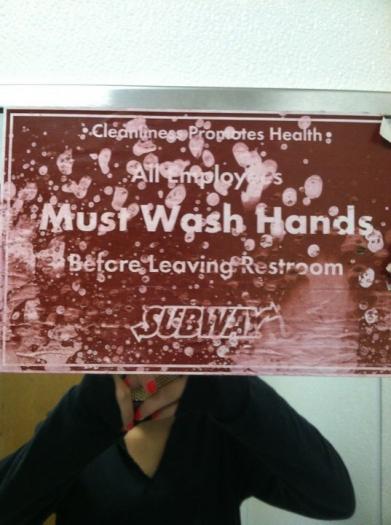 Cleanliness Promotes Health
All Employees
Must Wash Hands
Before Leaving Restroom
SUBWAY